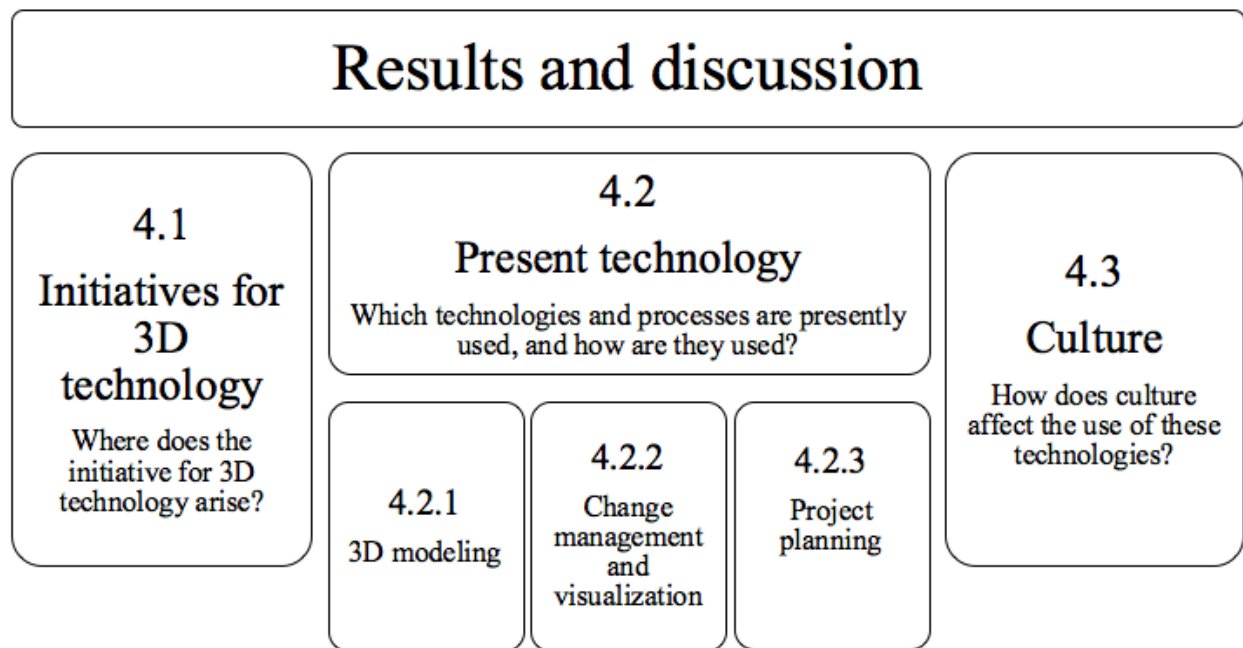 Results and discussion
4.1
Initiatives for
3D
technology
Where does the
initiative for 3D
technology arise?
4.2
Present technology
Which technologies and processes are presently
used, and how are they used?
4.2.1
3D modeling
4.2.2
Change
management
and
visualization
4.2.3
Project
planning
4.3
Culture
How does culture
affect the use of these
technologies?